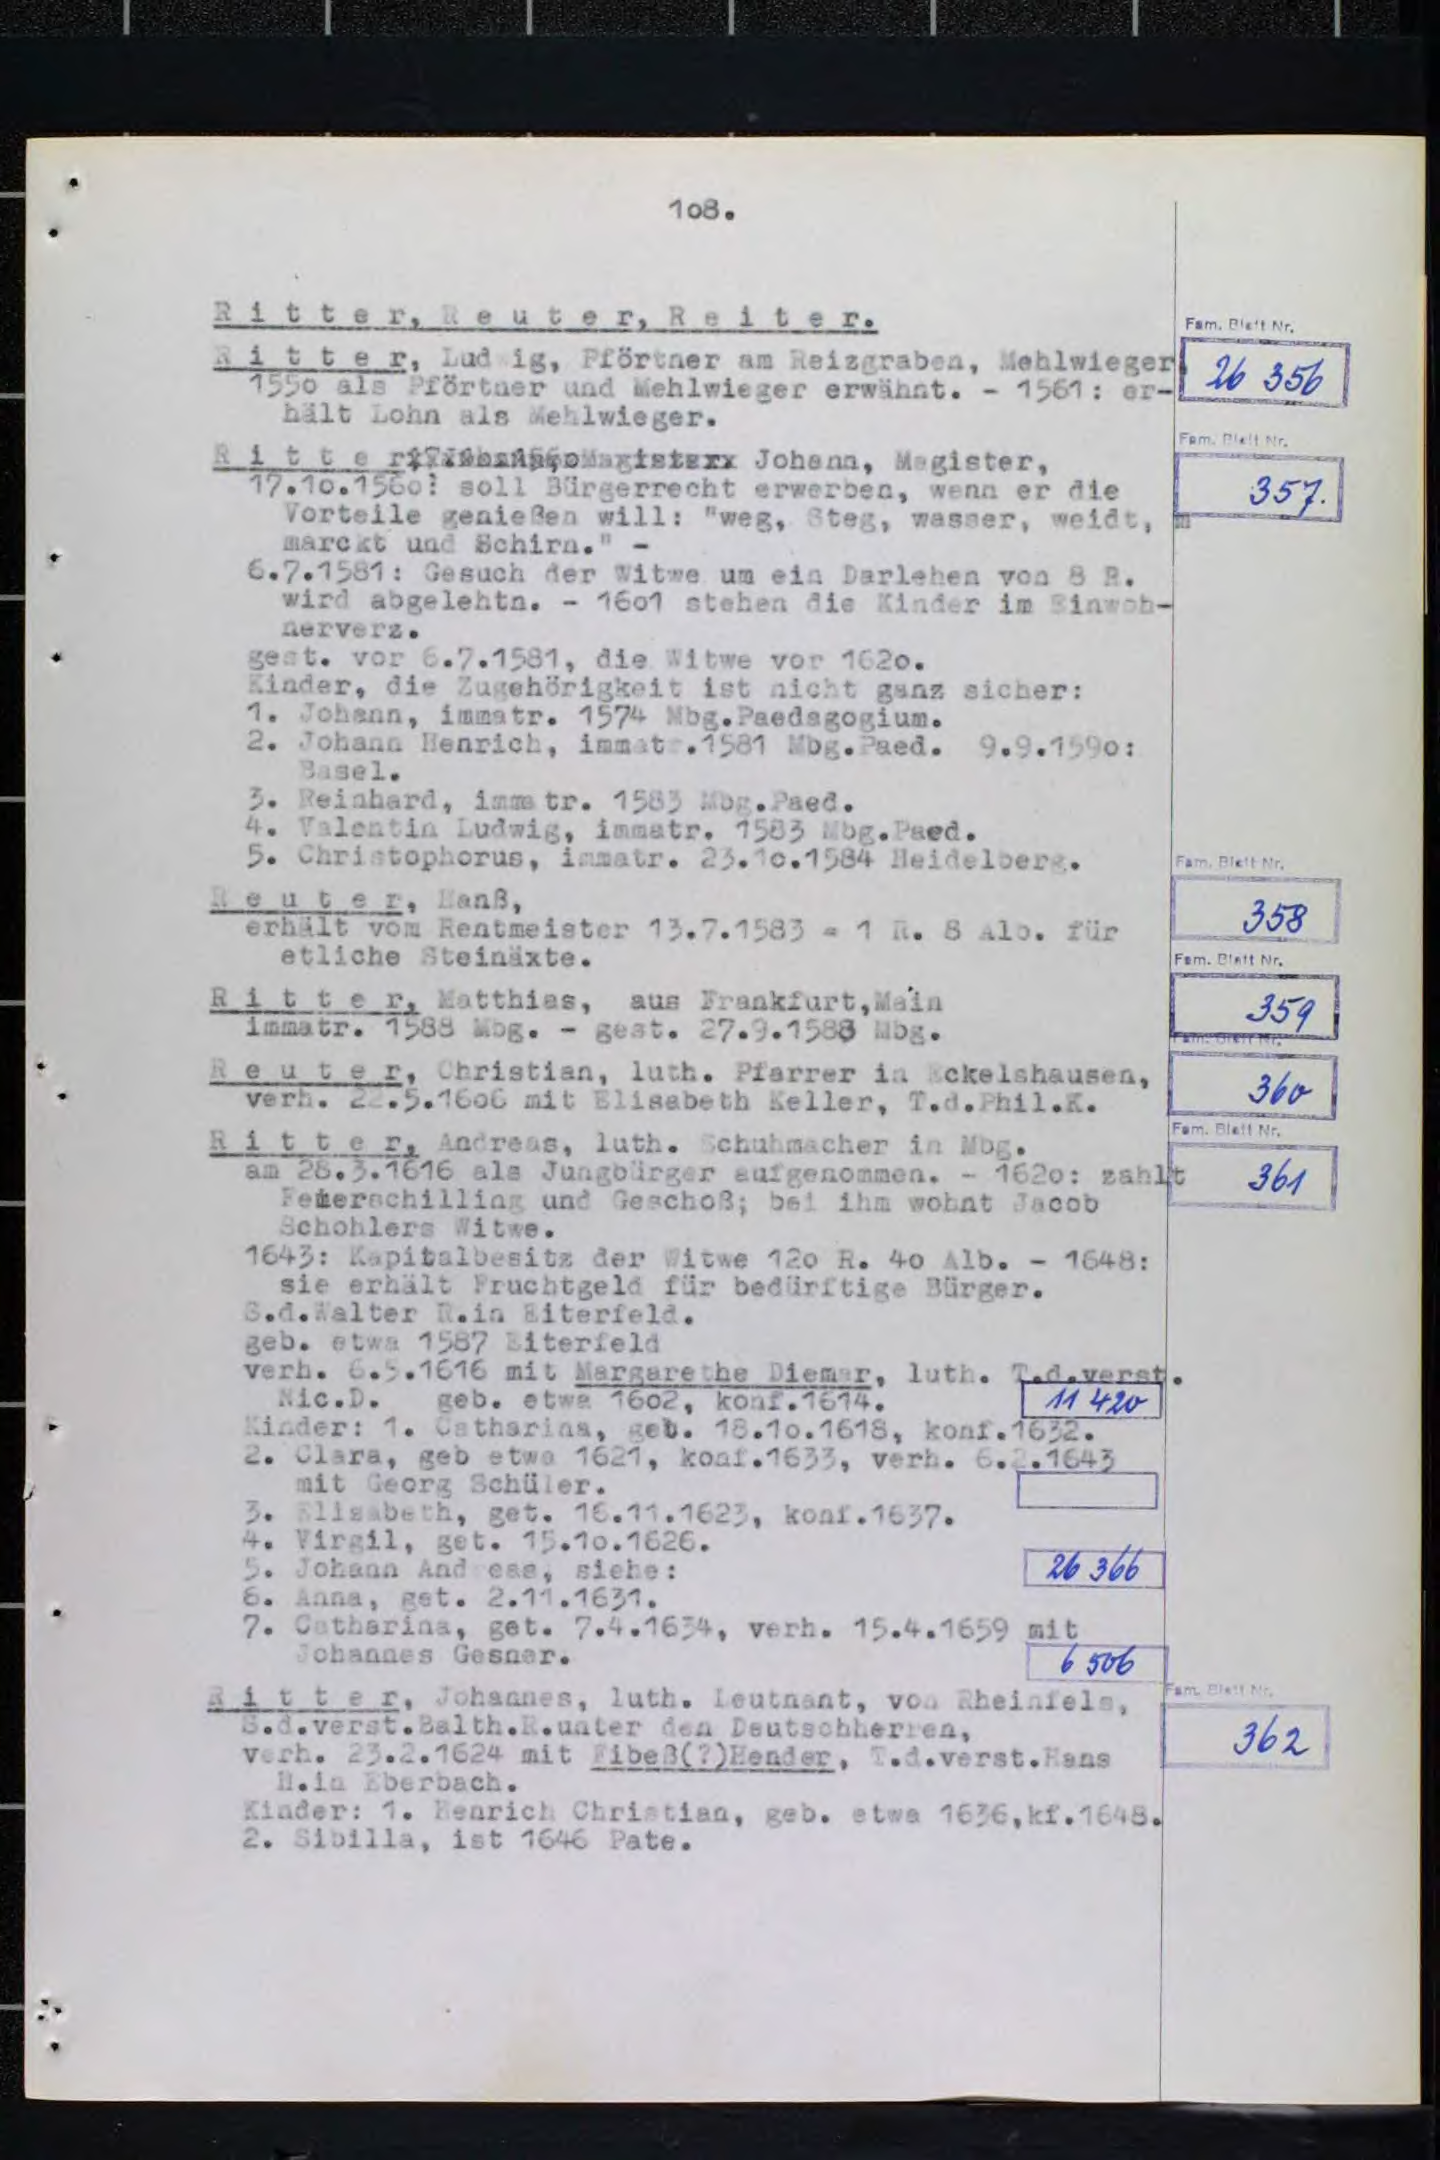 108.
Ritter, Reuter, Reiter.
Fam. Blatt Nr.
Ritter, Ludwig, Pförtner am Reizgraben, Mehlwieger
26 356
1550 als Pförtner und Mehlwieger erwähnt. - 1561: er-
hält Lohn als Mehlwieger.
Fam. Blatt Nr.
Ritter, Johann, Magister,
357.
17.10.1560: soll Bürgerrecht erwerben, wenn er die
Vorteile genießen will: "weg, Steg, wasser, weidt, m
marckt und Schirn." -
6.7.1581: Gesuch der Witwe um ein Darlehen von 8 R.
wird abgelehtn. - 1601 stehen die Kinder im Einwoh-
nerverz.
gest. vor 6.7.1581, die Witwe vor 1620.
Kinder, die Zugehörigkeit ist nicht ganz sicher:
1. Johann, immatr. 1574 Mbg.Paedagogium.
2. Johann Henrich, immatr.1581 Mbg.Paed. 9.9.1590:
Basel.
3. Reinhard, immatr. 1583 Mbg.Paed.
4. Valentin Ludwig, immatr. 1583 Mbg.Paed.
5. Christophorus, immatr. 23.10.1584 Heidelberg.
Fam. Blatt Nr.
Reuter, Hanß,
358
erhält vom Rentmeister 13.7.1583 = 1 R. 8 Alb. für
etliche Steinäxte.
Fam. Blatt Nr.
Ritter, Matthias, aus Frankfurt,Main
359
immatr. 1588 Mbg. - gest. 27.9.1588 Mbg.
Fam. Blatt Nr.
Reuter, Christian, luth. Pfarrer in Eckelshausen,
360
verh. 22.5.1606 mit Elisabeth Keller, T.d.Phil.K.
Fam. Blatt Nr.
Ritter, Andreas, luth. Schuhmacher in Mbg.
am 28.3.1616 als Jungbürger aufgenommen. - 1620: zahlt
361
Feuerschilling und Geschoß; bei ihm wohnt Jacob
Schohlers Witwe.
1643: Kapitalbesitz der Witwe 120 R. 40 Alb. - 1648:
sie erhält Fruchtgeld für bedürftige Bürger.
S.d.Walter R.in Eiterfeld.
geb. etwa 1587 Eiterfeld
verh. 6.5.1616 mit Margarethe Diemar, luth. T.d.verst.
Nic.D. geb. etwa 1602, konf.1614. 11 420
Kinder: 1. Catharina, geb. 18.10.1618, konf.1632.
2. Clara, geb etwa 1621, konf.1633, verh. 6.2.1643
mit Georg Schüler.
3. Elisabeth, get. 16.11.1623, konf.1637.
4. Virgil, get. 15.10.1626.
5. Johann Andreas, siehe: 26 366
6. Anna, get. 2.11.1631.
7. Catharina, get. 7.4.1634, verh. 15.4.1659 mit
Johannes Gesner. 6 506
Fam. Blatt Nr.
Ritter, Johannes, luth. Leutnant, von Rheinfels,
S.d.verst.Balth.R.unter den Deutschherren,
362
verh. 23.2.1624 mit Fibeß(?)Hender, T.d.verst.Hans
H.in Eberbach.
Kinder: 1. Henrich Christian, geb. etwa 1636,kf.1648.
2. Sibilla, ist 1646 Pate.